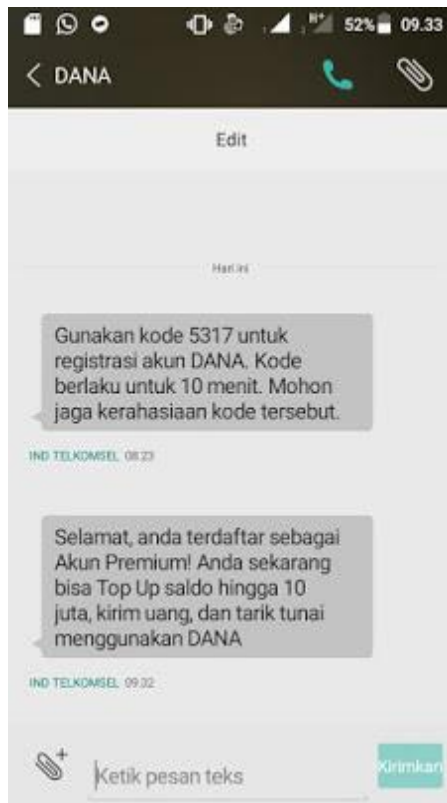 52% 09.33
DANA
Edit
Hari ini
Gunakan kode 5317 untuk
registrasi akun DANA. Kode
berlaku untuk 10 menit. Mohon
jaga kerahasiaan kode tersebut.
IND TELKOMSEL 08:23
Selamat, anda terdaftar sebagai
Akun Premium! Anda sekarang
bisa Top Up saldo hingga 10
juta, kirim uang, dan tarik tunai
menggunakan DANA
IND TELKOMSEL 09.32
Ketik pesan teks
Kirimkan